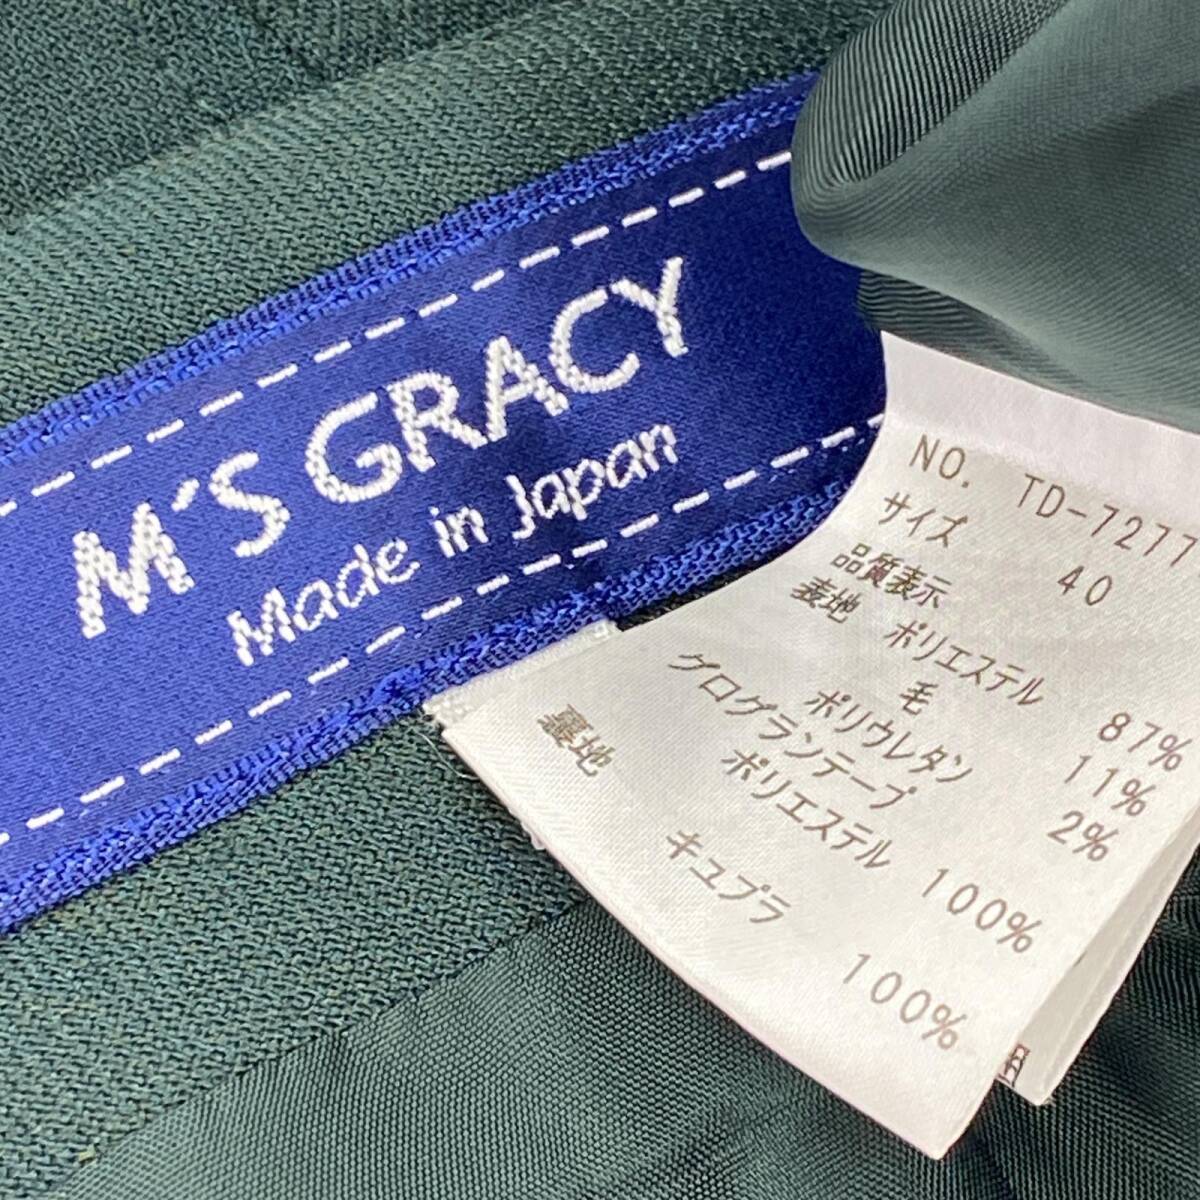 M'S GRACY
Made in Japan
NO. TD-7277
サイズ 40
品質表示
表地 ポリエステル 87%
毛 11%
ポリウレタン 2%
グログランテープ
ポリエステル 100%
裏地 キュプラ 100%